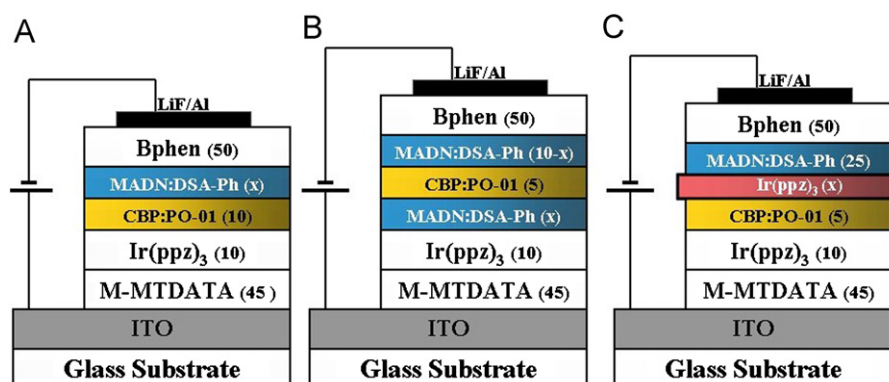 A
LiF/Al
Bphen (50)
MADN:DSA-Ph (x)
CBP:PO-01 (10)
Ir(ppz)3 (10)
M-MTDATA (45 )
ITO
Glass Substrate
B
LiF/Al
Bphen (50)
MADN:DSA-Ph (10-x)
CBP:PO-01 (5)
MADN:DSA-Ph (x)
Ir(ppz)3 (10)
M-MTDATA (45)
ITO
Glass Substrate
C
LiF/Al
Bphen (50)
MADN:DSA-Ph (25)
Ir(ppz)3 (x)
CBP:PO-01 (5)
Ir(ppz)3 (10)
M-MTDATA (45)
ITO
Glass Substrate